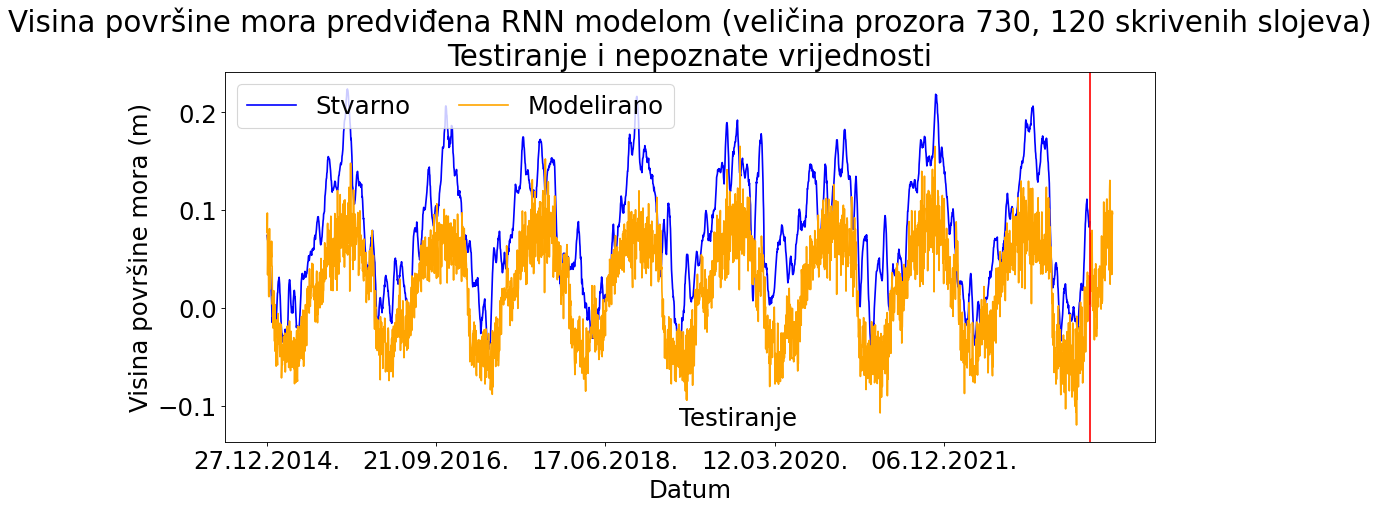 Visina površine mora predviđena RNN modelom (veličina prozora 730, 120 skrivenih slojeva)
Testiranje i nepoznate vrijednosti
Stvarno Modelirano
Visina površine mora (m)
0.2
0.1
0.0
−0.1
Testiranje
27.12.2014. 21.09.2016. 17.06.2018. 12.03.2020. 06.12.2021.
Datum